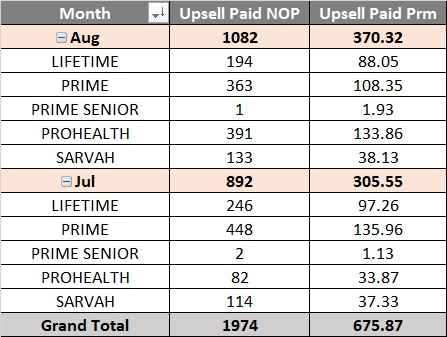 Month Upsell Paid NOP Upsell Paid Prm
Aug 1082 370.32
LIFETIME 194 88.05
PRIME 363 108.35
PRIME SENIOR 1 1.93
PROHEALTH 391 133.86
SARVAH 133 38.13
Jul 892 305.55
LIFETIME 246 97.26
PRIME 448 135.96
PRIME SENIOR 2 1.13
PROHEALTH 82 33.87
SARVAH 114 37.33
Grand Total 1974 675.87